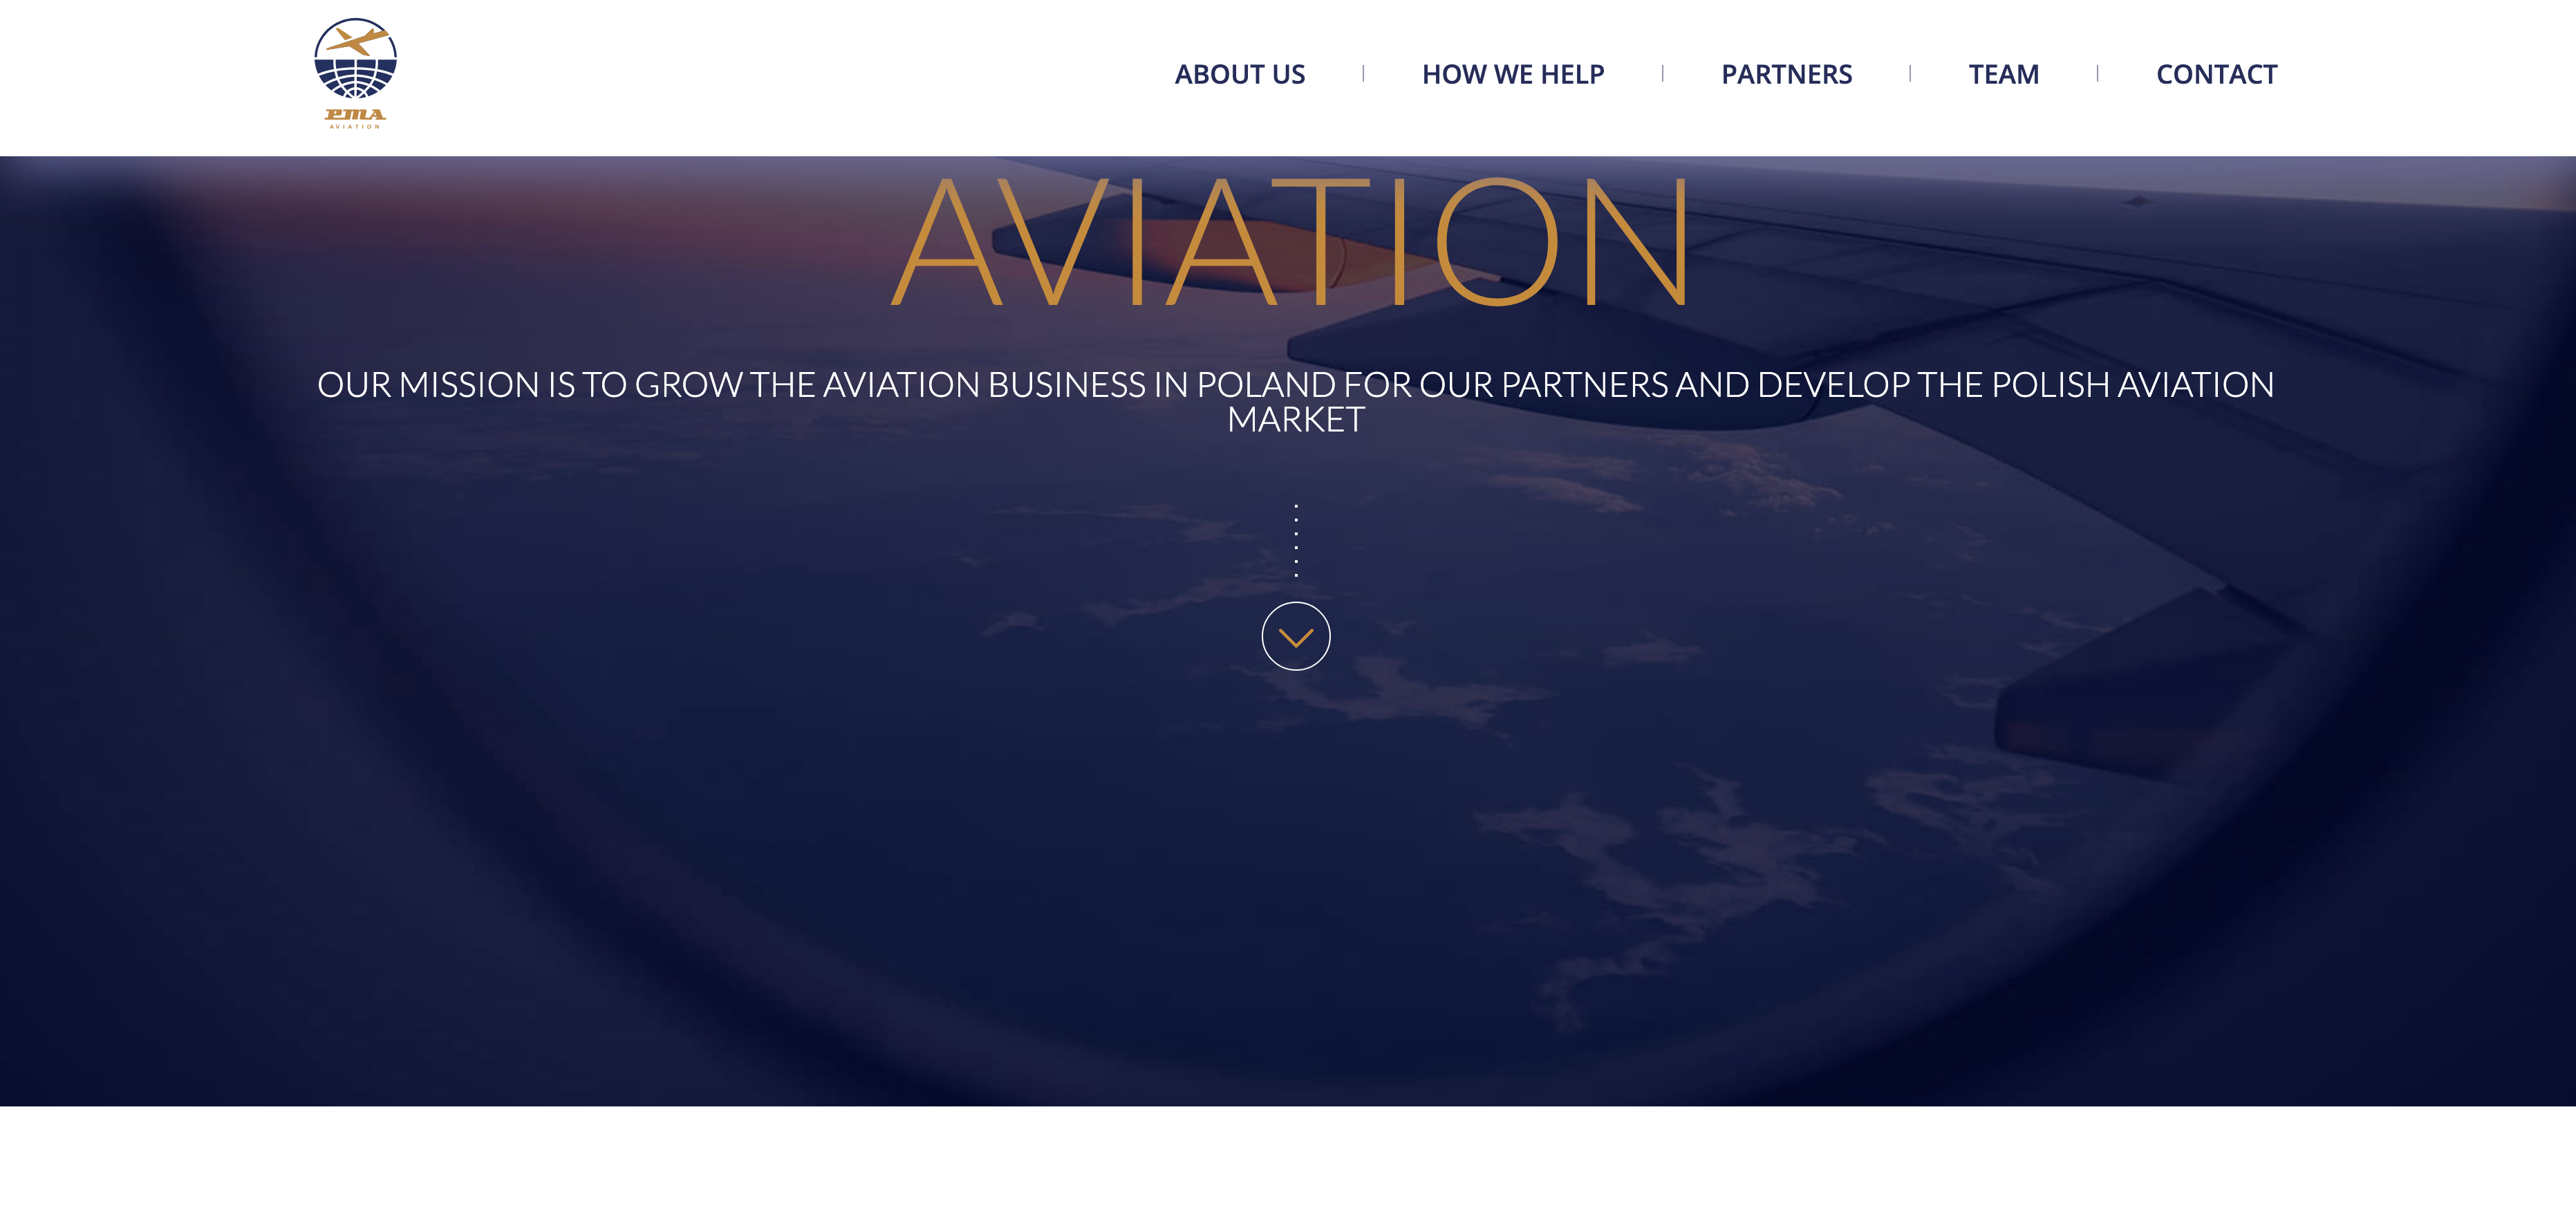 PMA
AVIATION
ABOUT US
HOW WE HELP
PARTNERS
TEAM
CONTACT
AVIATION
OUR MISSION IS TO GROW THE AVIATION BUSINESS IN POLAND FOR OUR PARTNERS AND DEVELOP THE POLISH AVIATION
MARKET